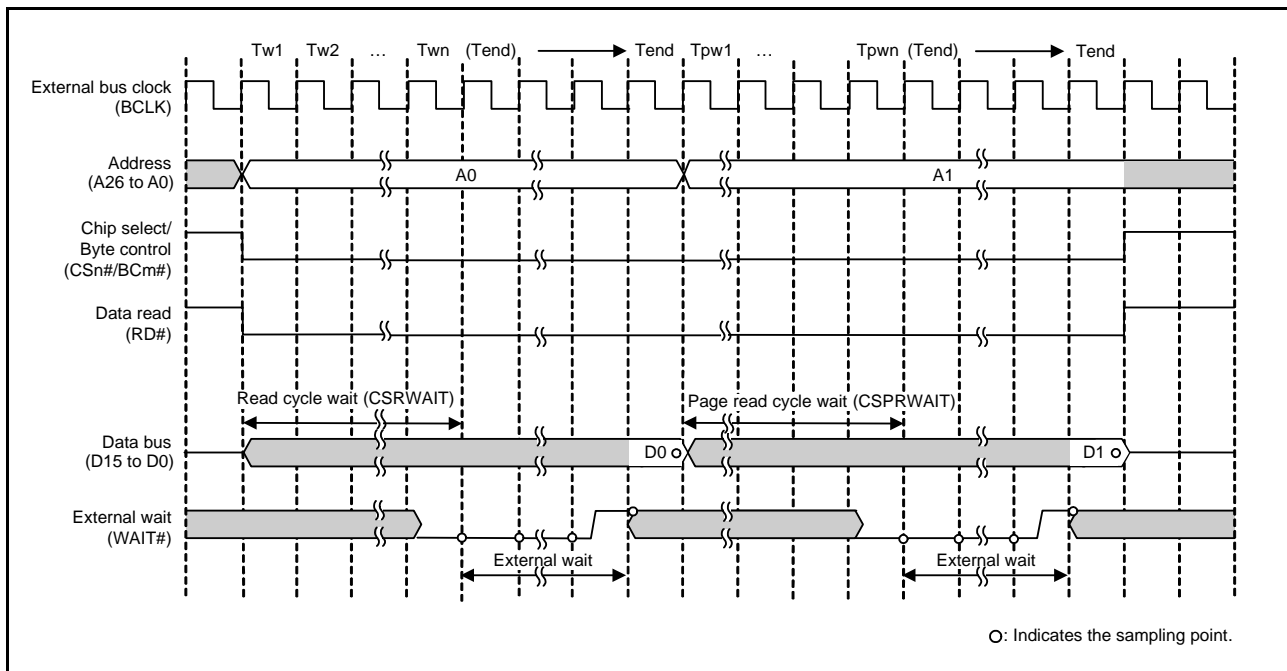 Tw1 Tw2 ... Twn (Tend) Tend Tpw1 ... Tpwn (Tend) Tend
External bus clock
(BCLK)
Address
(A26 to A0)
A0 A1
Chip select/
Byte control
(CSn#/BCm#)
Data read
(RD#)
Read cycle wait (CSRWAIT) Page read cycle wait (CSPRWAIT)
Data bus
(D15 to D0)
D0 D1
External wait
(WAIT#)
External wait External wait
: Indicates the sampling point.